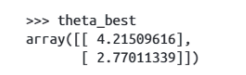 >>> theta_best
array([[ 4.21509616],
       [ 2.77011339]])